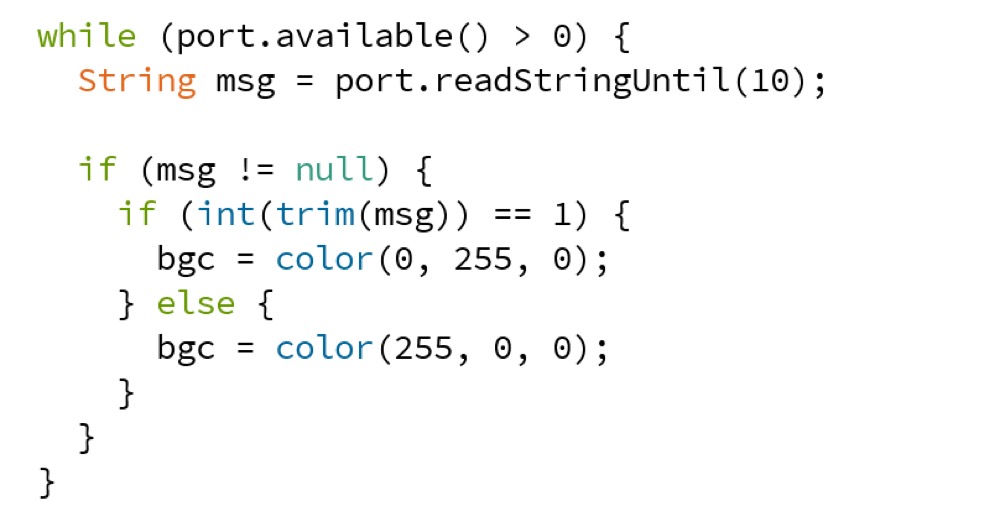 while (port.available() > 0) {
  String msg = port.readStringUntil(10);

  if (msg != null) {
    if (int(trim(msg)) == 1) {
      bgc = color(0, 255, 0);
    } else {
      bgc = color(255, 0, 0);
    }
  }
}